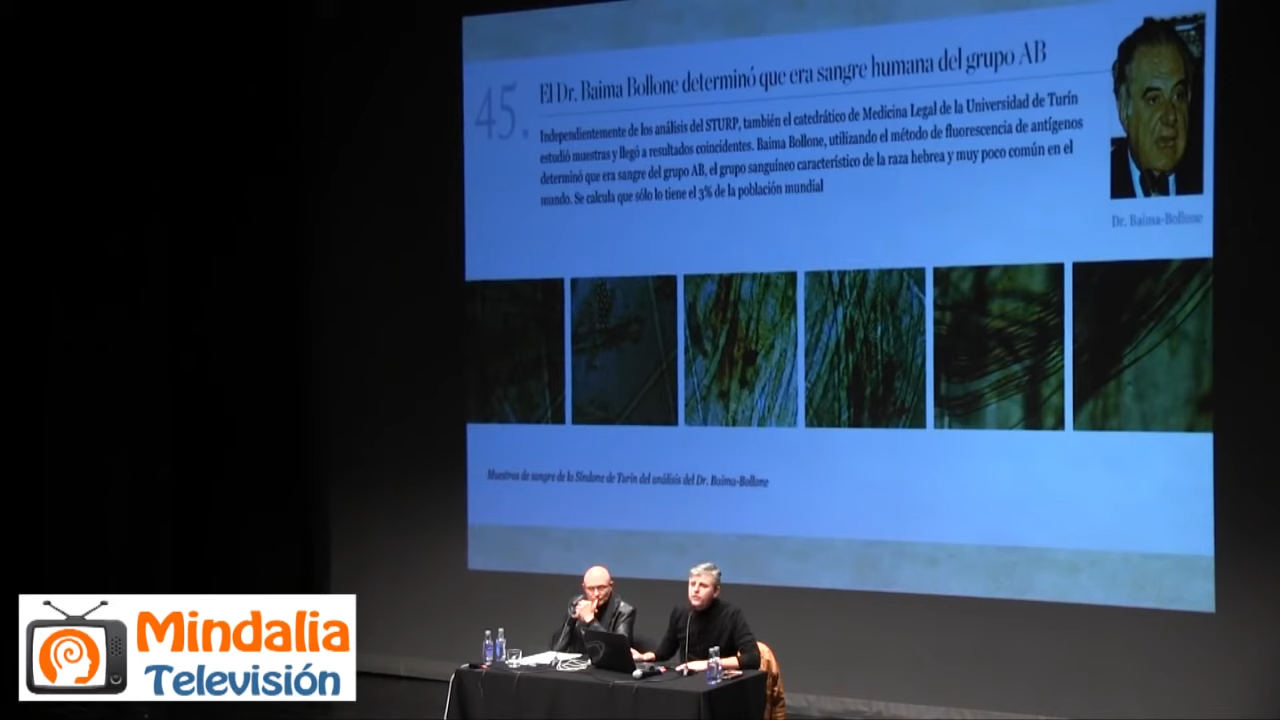 45.
El Dr. Baima Bollone determinó que era sangre humana del grupo AB
Independientemente de los análisis del STURP, también el catedrático de Medicina Legal de la Universidad de Turín
estudió muestras y llegó a resultados coincidentes. Baima Bollone, utilizando el método de fluorescencia de antígenos
determinó que era sangre del grupo AB, el grupo sanguíneo característico de la raza hebrea y muy poco común en el
mundo. Se calcula que sólo lo tiene el 3% de la población mundial
Dr. Baima-Bollone
Muestras de sangre de la Síndone de Turín del análisis del Dr. Baima-Bollone
Mindalia
Televisión